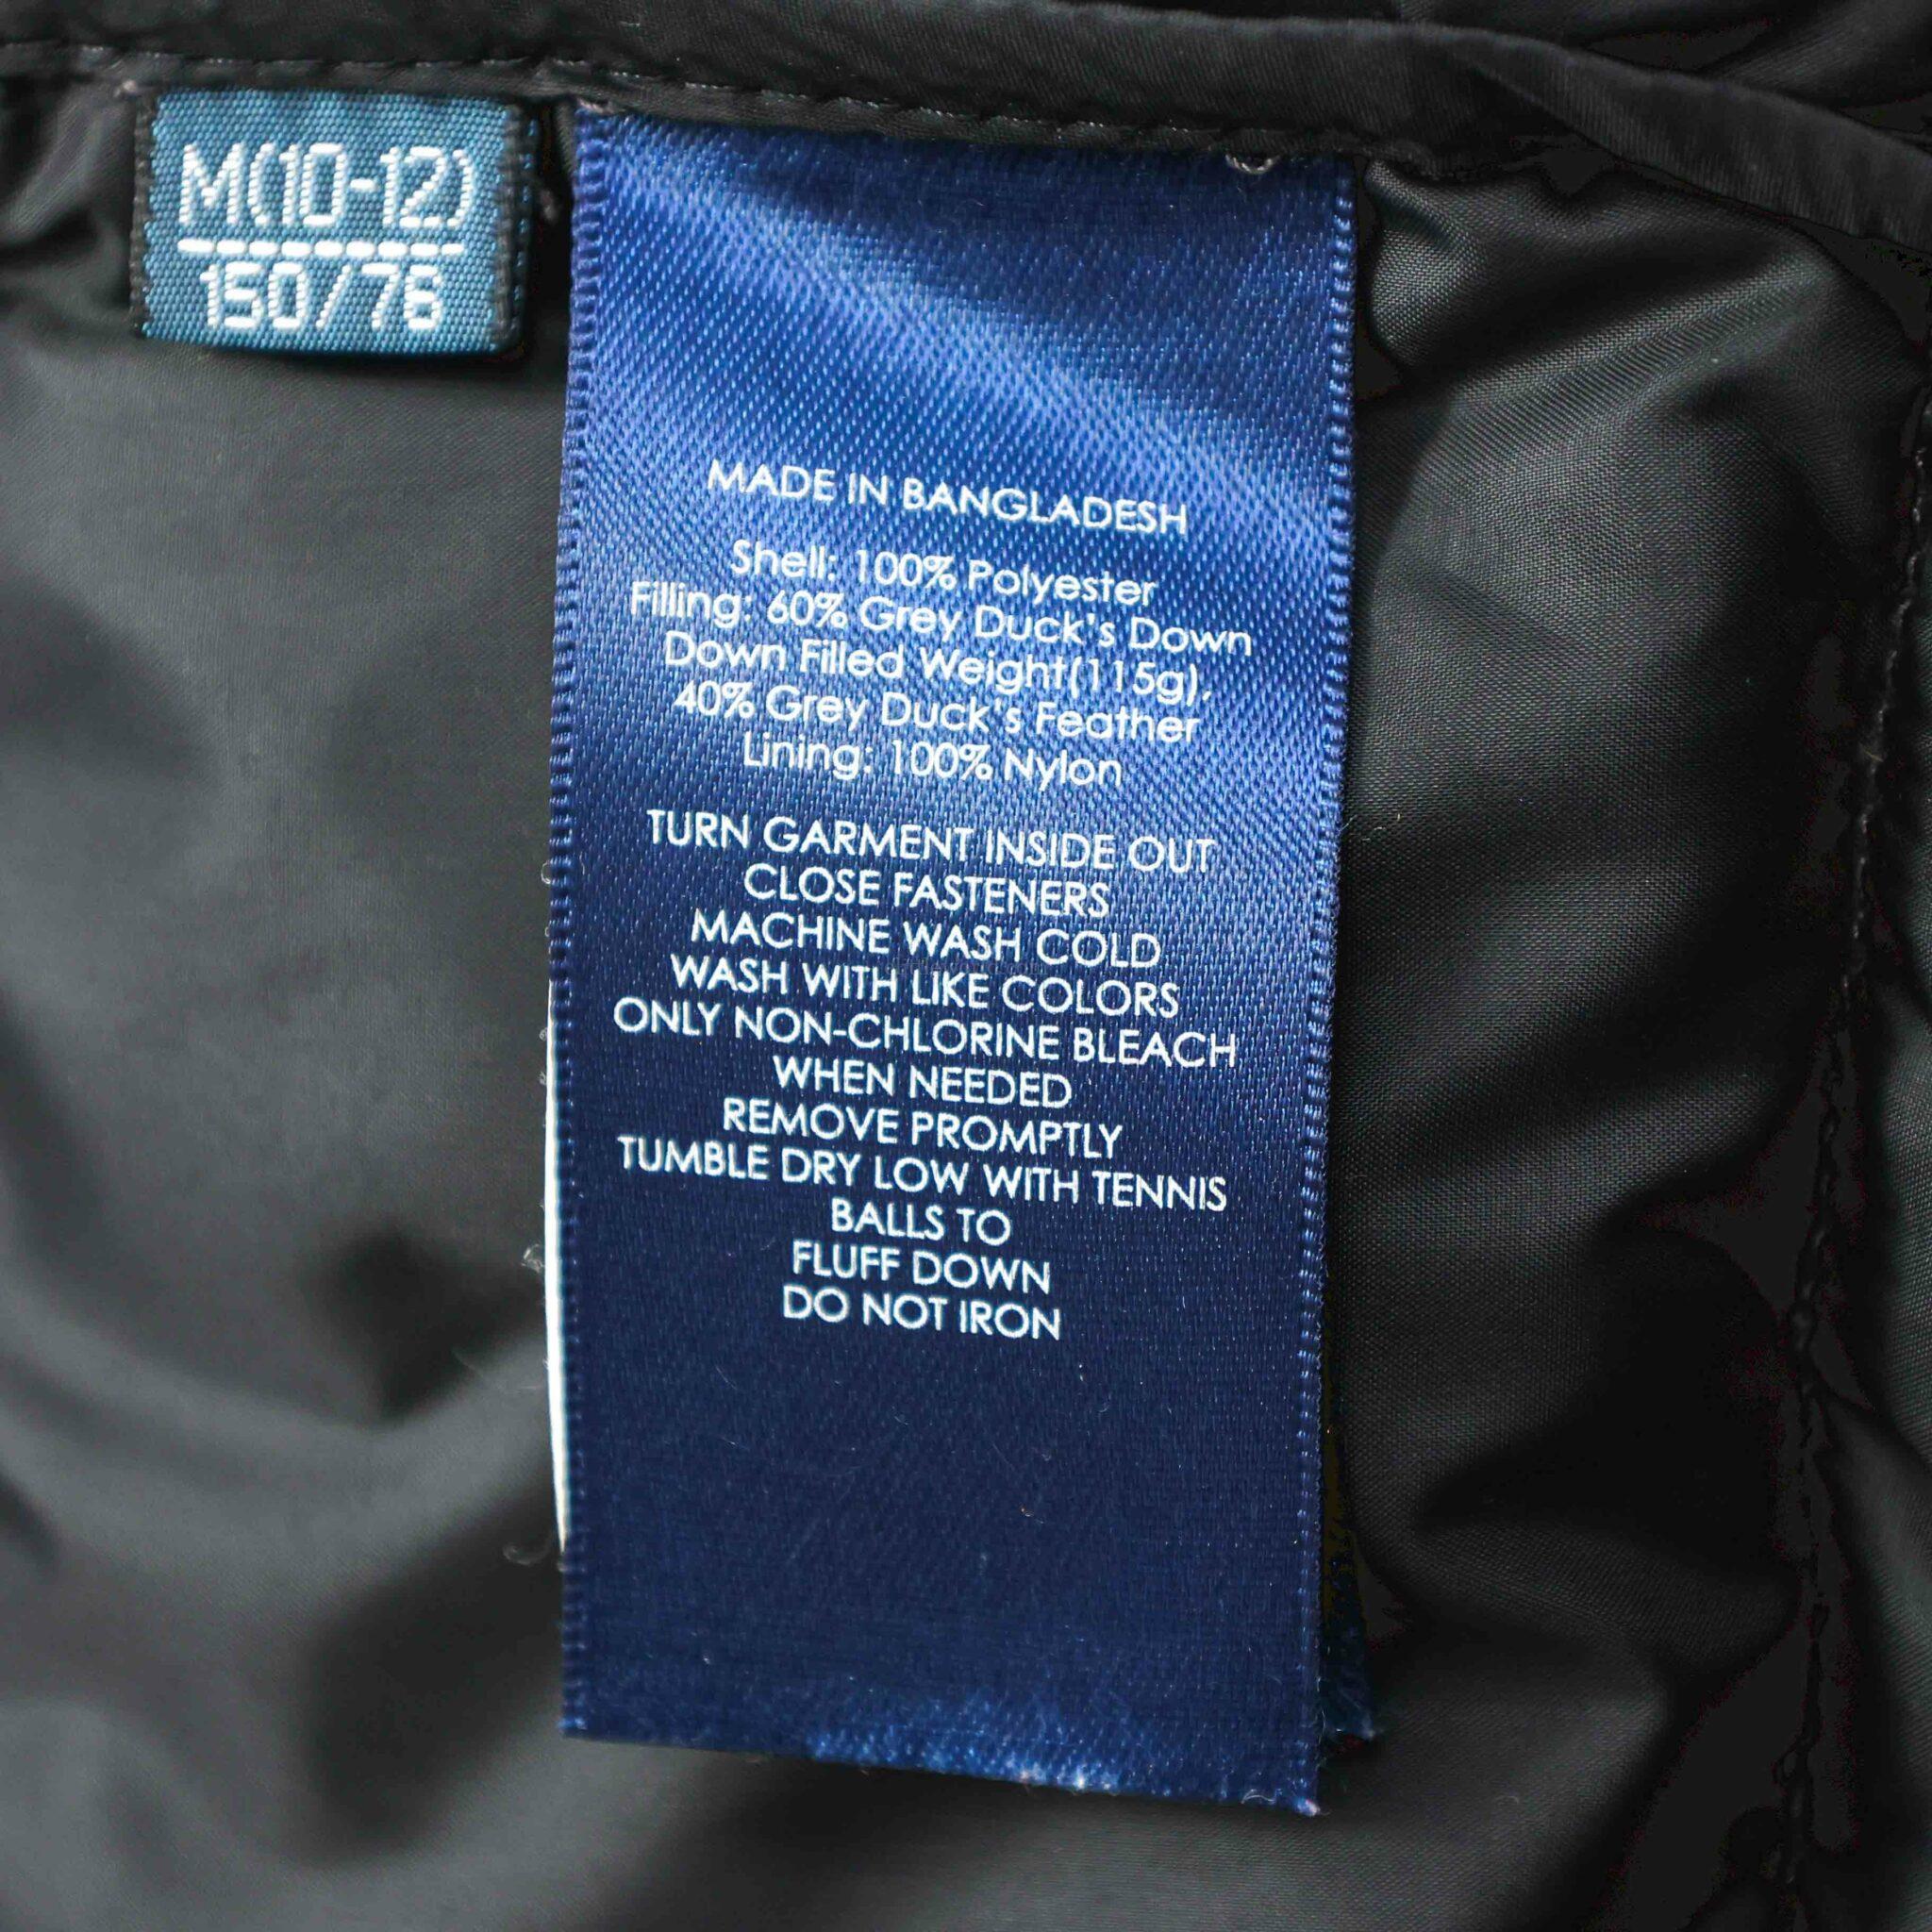 M(10-12)
150/76
MADE IN BANGLADESH
Shell: 100% Polyester
Filling: 60% Grey Duck's Down
Down Filled Weight(115g),
40% Grey Duck's Feather
Lining: 100% Nylon
TURN GARMENT INSIDE OUT
CLOSE FASTENERS
MACHINE WASH COLD
WASH WITH LIKE COLORS
ONLY NON-CHLORINE BLEACH
WHEN NEEDED
REMOVE PROMPTLY
TUMBLE DRY LOW WITH TENNIS
BALLS TO
FLUFF DOWN
DO NOT IRON